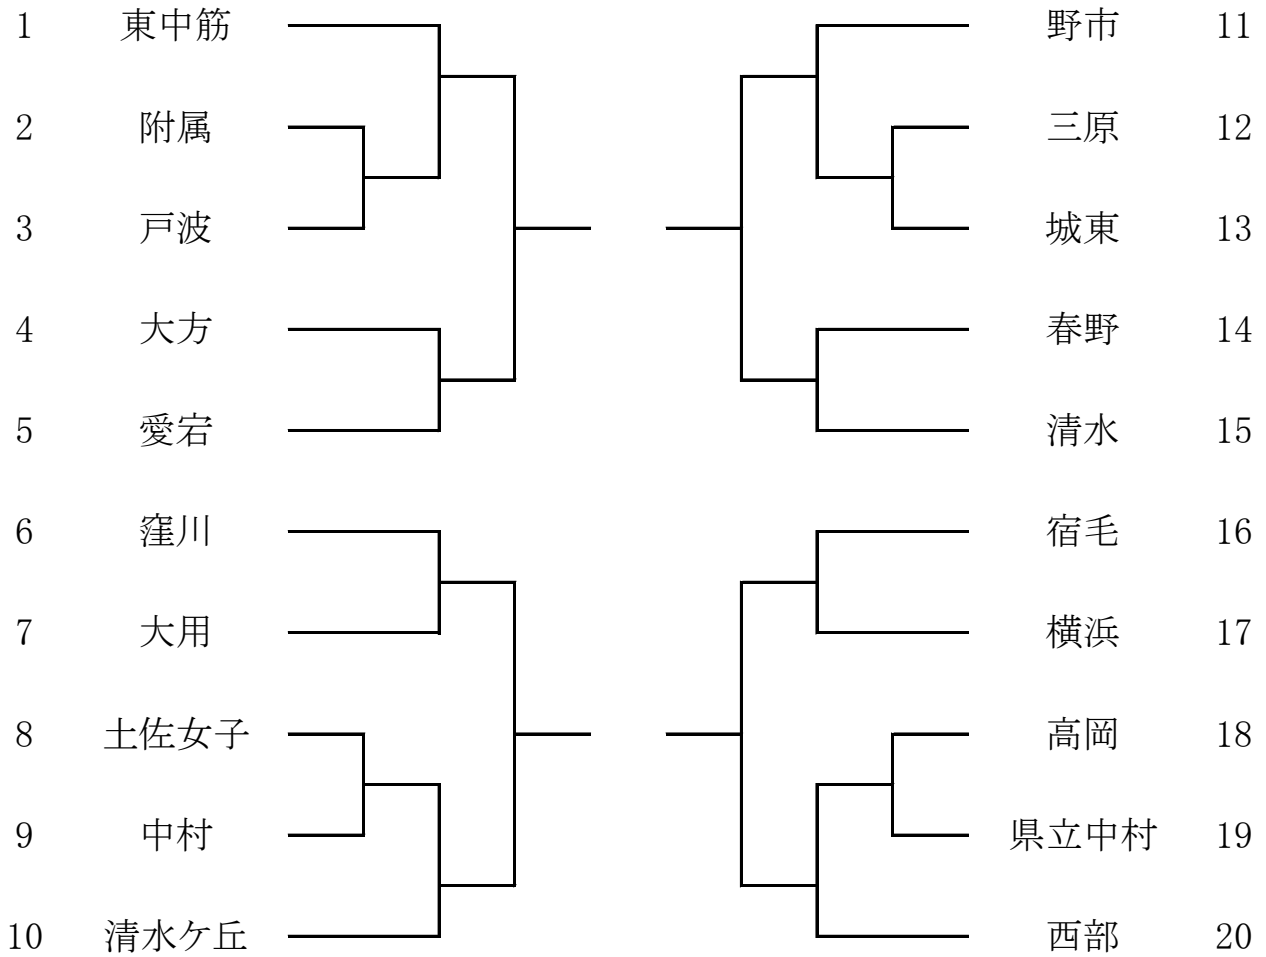 1 東中筋
2 附属
3 戸波
4 大方
5 愛宕
6 窪川
7 大用
8 土佐女子
9 中村
10 清水ケ丘
野市 11
三原 12
城東 13
春野 14
清水 15
宿毛 16
横浜 17
高岡 18
県立中村 19
西部 20